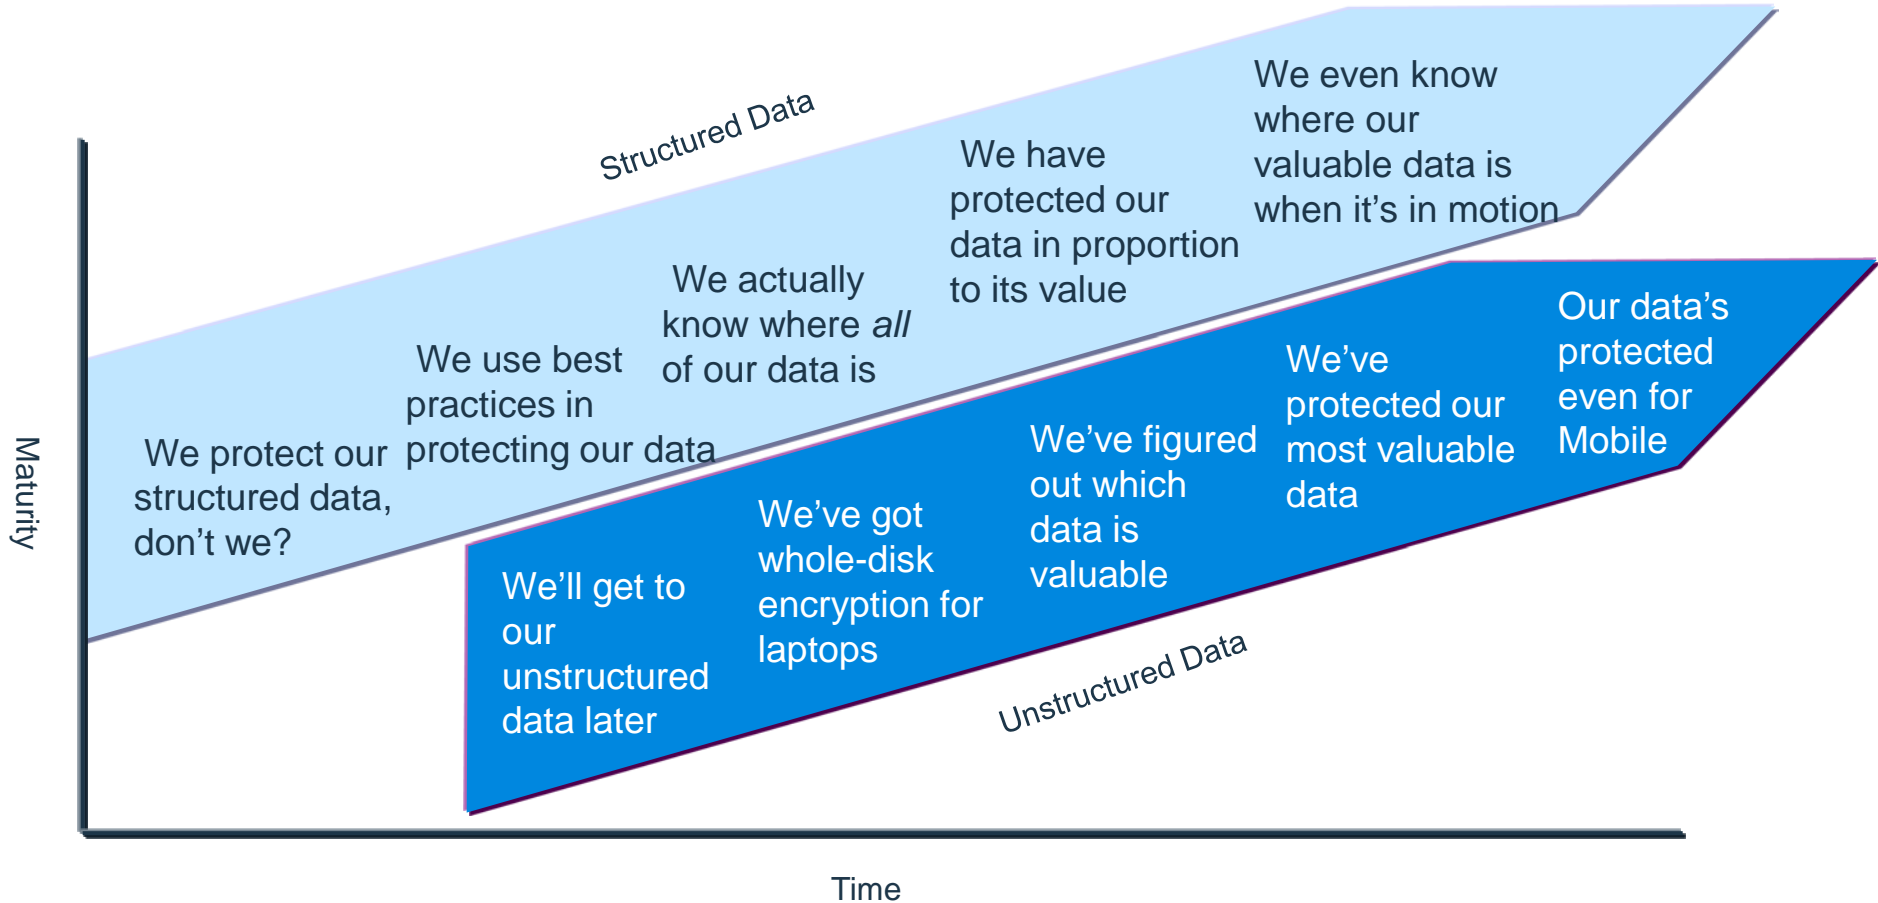 Structured Data
We protect our
structured data,
don’t we?
We use best
practices in
protecting our data
We actually
know where all
of our data is
We have
protected our
data in proportion
to its value
We even know
where our
valuable data is
when it’s in motion
We’ll get to
our
unstructured
data later
We’ve got
whole-disk
encryption for
laptops
We’ve figured
out which
data is
valuable
We’ve
protected our
most valuable
data
Our data’s
protected
even for
Mobile
Unstructured Data
Maturity
Time